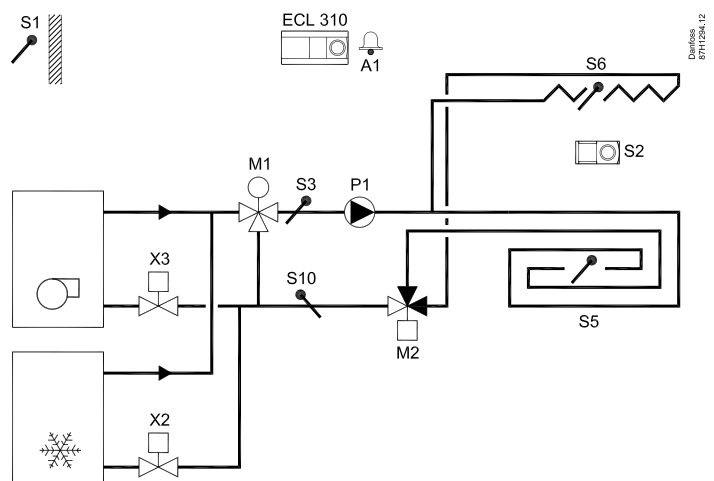 S1
ECL 310
A1
Danfoss
87H1294.12
S6
S2
M1
S3
P1
X3
S10
S5
M2
X2